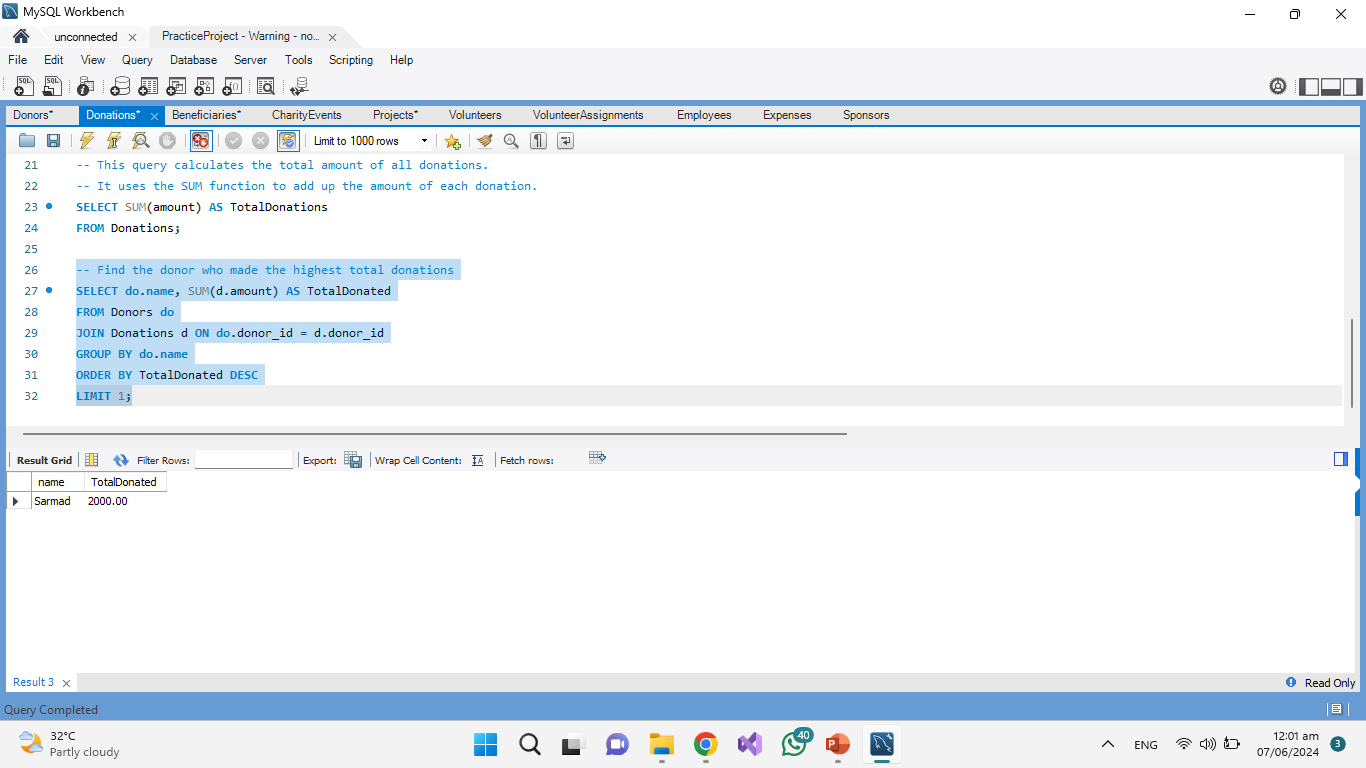 MySQL Workbench
unconnected
PracticeProject - Warning - no...
File Edit View Query Database Server Tools Scripting Help
Donors* Donations* Beneficiaries* CharityEvents Projects* Volunteers VolunteerAssignments Employees Expenses Sponsors
Limit to 1000 rows
21 -- This query calculates the total amount of all donations.
22 -- It uses the SUM function to add up the amount of each donation.
23 SELECT SUM(amount) AS TotalDonations
24 FROM Donations;
25
26 -- Find the donor who made the highest total donations
27 SELECT do.name, SUM(d.amount) AS TotalDonated
28 FROM Donors do
29 JOIN Donations d ON do.donor_id = d.donor_id
30 GROUP BY do.name
31 ORDER BY TotalDonated DESC
32 LIMIT 1;
Result Grid Filter Rows: Export: Wrap Cell Content: Fetch rows:
name TotalDonated
Sarmad 2000.00
Result 3
Read Only
Query Completed
32°C
Partly cloudy
40
ENG
12:01 am
07/06/2024
3